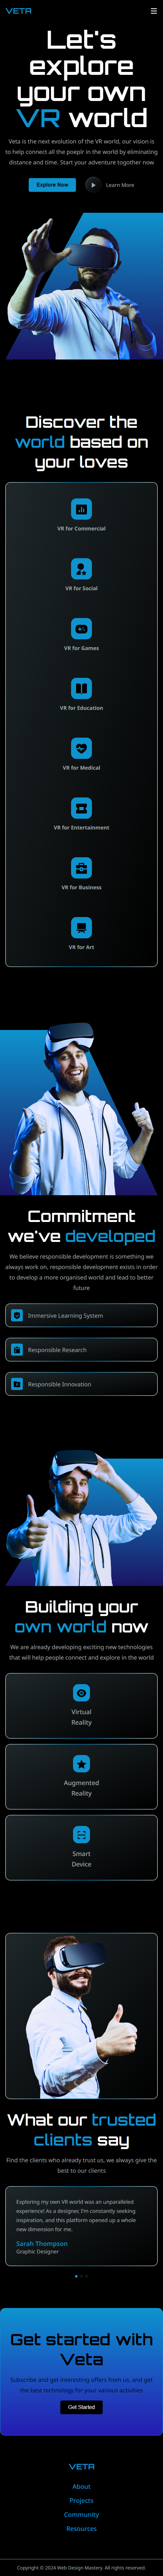 VETA
Let's
explore
your own
VR world
Veta is the next evolution of the VR world, our vision is
to help connect all the poeple in the world by eliminating
distance and time. Start your adventure together now
Explore Now
Learn More
Discover the
world based on
your loves
VR for Commercial
VR for Social
VR for Games
VR for Education
VR for Medical
VR for Entertainment
VR for Business
VR for Art
Commitment
we've developed
We believe responsible development is something we
always work on, responsible development exists in order
to develop a more organised world and lead to better
future
Immersive Learning System
Responsible Research
Responsible Innovation
Building your
own world now
We are already developing exciting new technologies
that will help people connect and explore in the world
Virtual
Reality
Augmented
Reality
Smart
Device
What our trusted
clients say
Find the clients who already trust us, we always give the
best to our clients
Exploring my own VR world was an unparalleled
experience! As a designer, I'm constantly seeking
inspiration, and this platform opened up a whole
new dimension for me.
Sarah Thompson
Graphic Designer
Get started with
Veta
Subscribe and get interesting offers from us, and get
the best technology for your various activities
Get Started
VETA
About
Projects
Community
Resources
Copyright © 2024 Web Design Mastery. All rights reserved.